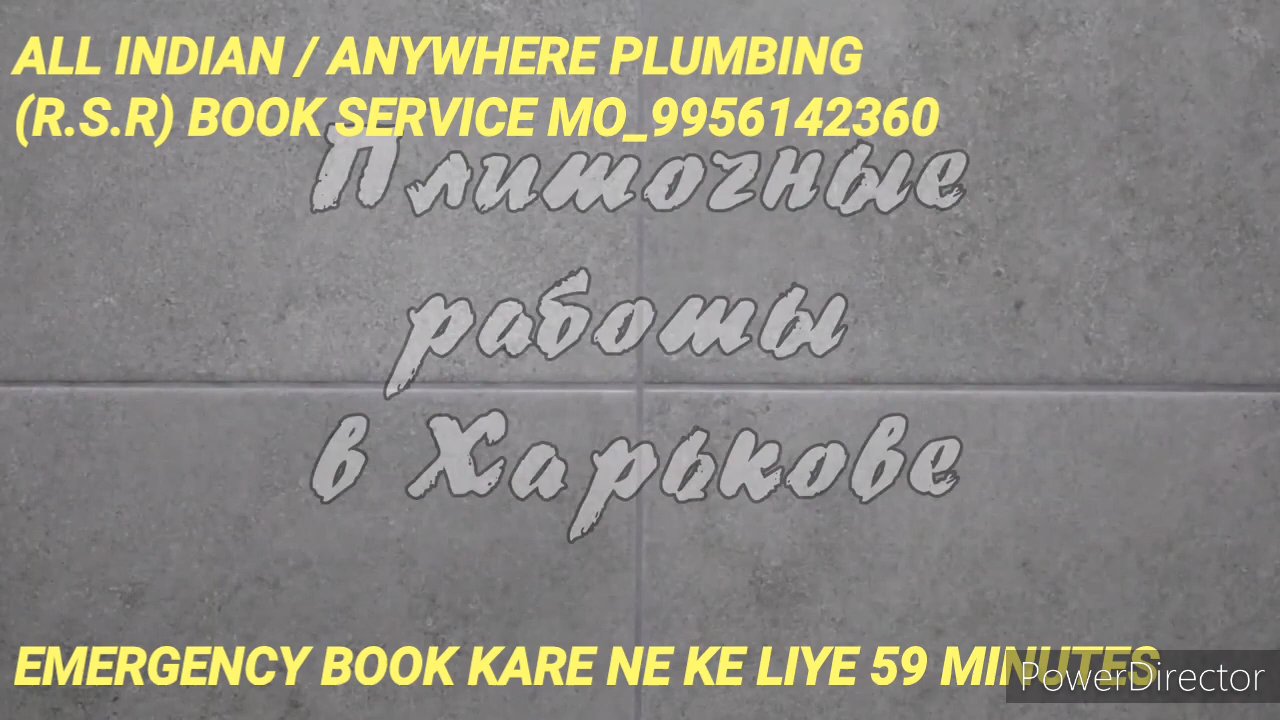 ALL INDIAN / ANYWHERE PLUMBING
(R.S.R) BOOK SERVICE MO_9956142360
Плиточные
работы
в Харькове
EMERGENCY BOOK KARE NE KE LIYE 59 MINUTES
PowerDirector